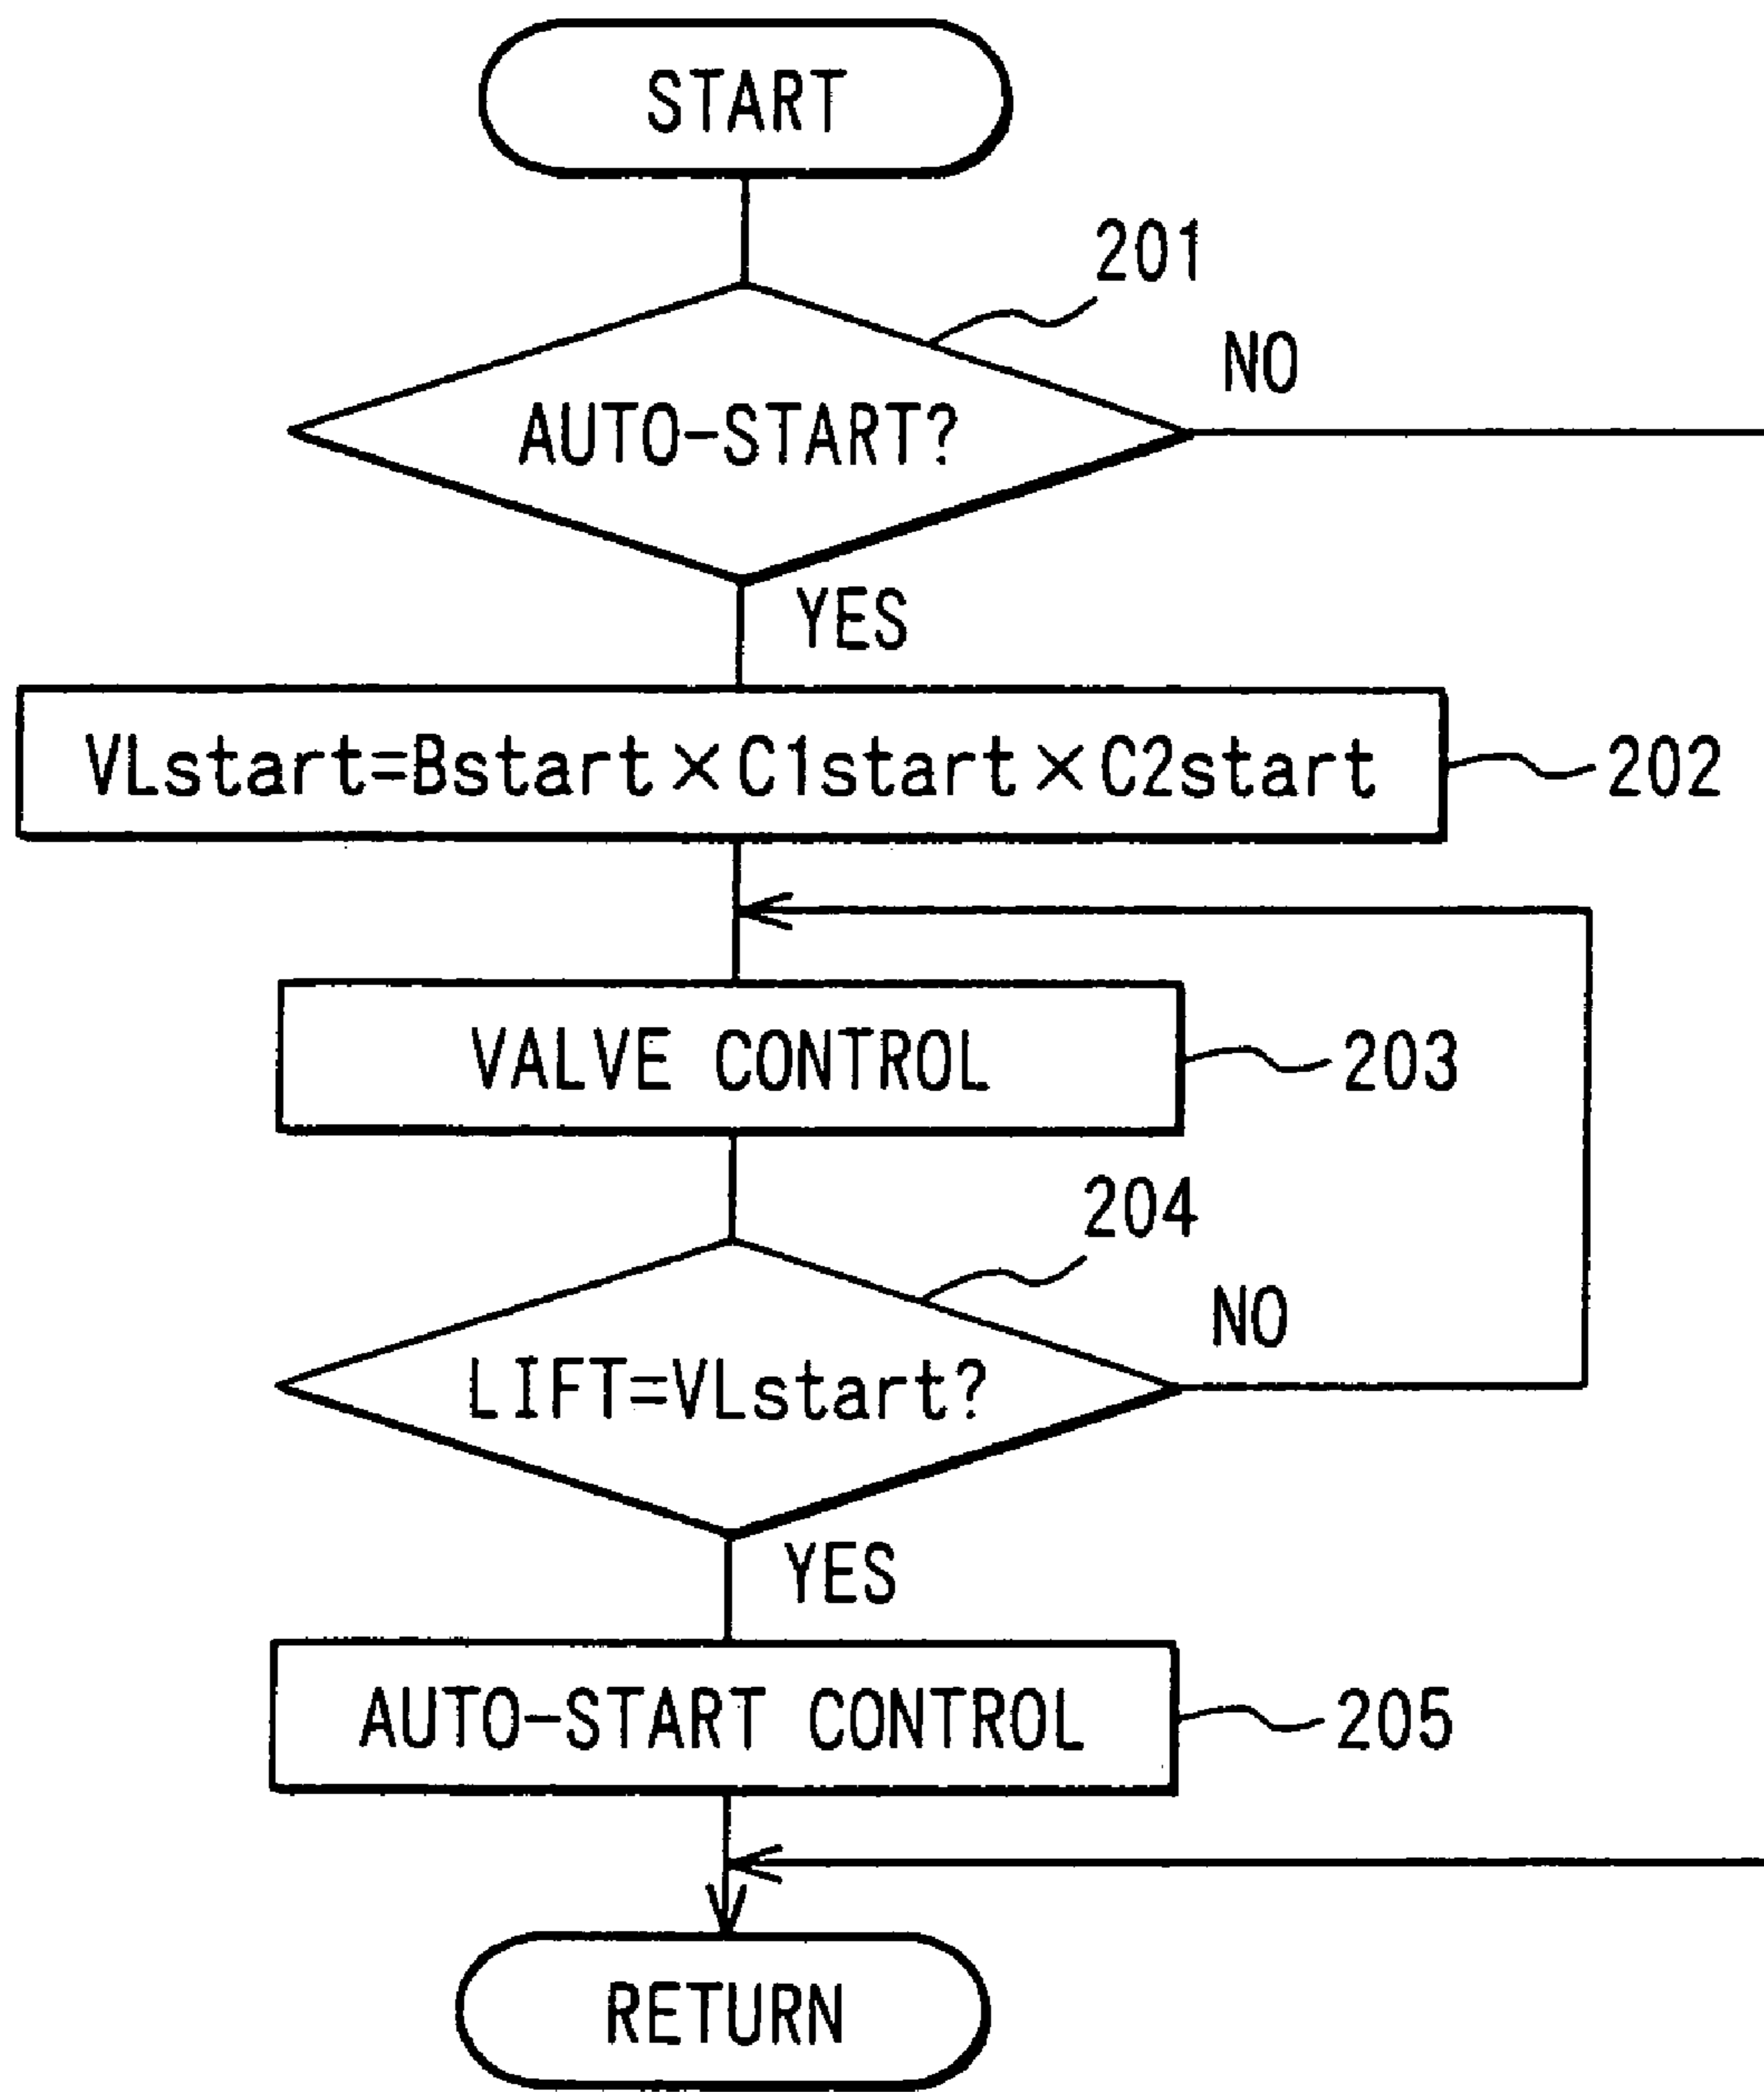 START
201
NO
AUTO-START?
YES
VLstart=Bstart×C1start×C2start
202
VALVE CONTROL
203
204
NO
LIFT=VLstart?
YES
AUTO-START CONTROL
205
RETURN